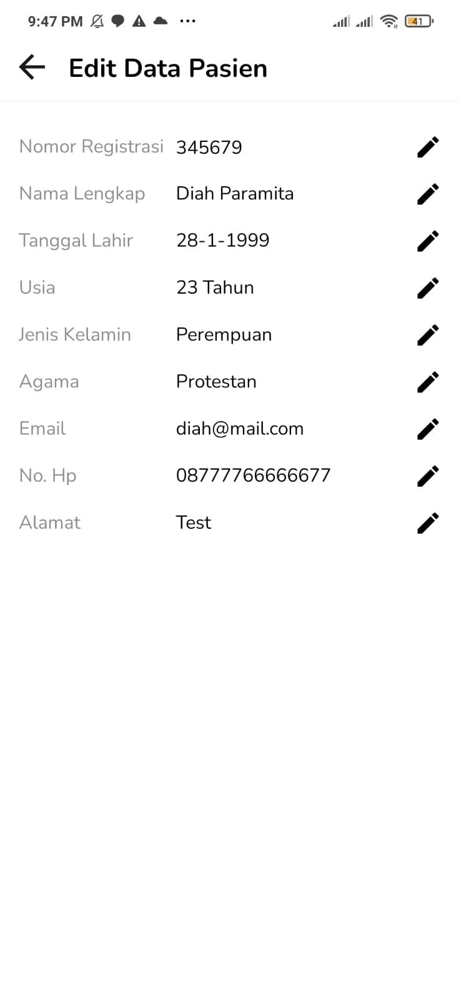 9:47 PM
41
Edit Data Pasien
Nomor Registrasi 345679
Nama Lengkap Diah Paramita
Tanggal Lahir 28-1-1999
Usia 23 Tahun
Jenis Kelamin Perempuan
Agama Protestan
Email diah@mail.com
No. Hp 08777766666677
Alamat Test